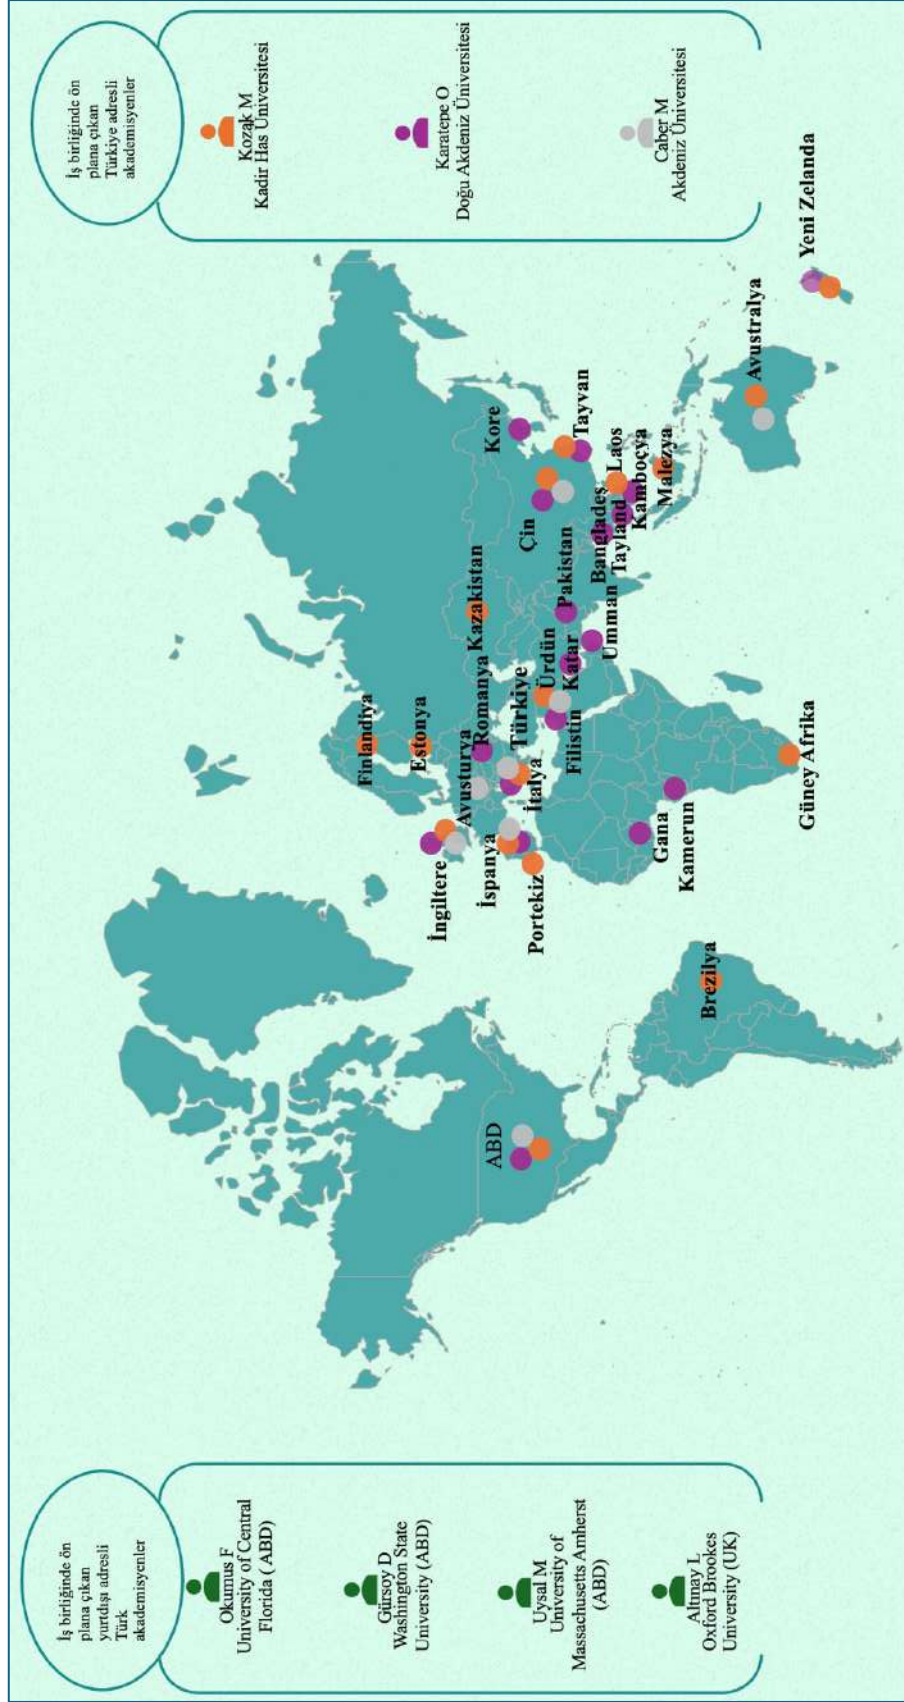 İş birliğinde ön
plana çıkan
yurtdışı adresli
Türk
akademisyenler
Okumus F
University of Central
Florida ( ABD)
Gürsoy D
Washington State
University (ABD)
Uysal M
University of
Massachusetts Amherst
(ABD)
Altınay L
Oxford Brookes
University (UK)
ABD
Brezilya
İngiltere
İspanya
Portekiz
Finlandiya
Estonya
Avusturya
Romanya
İtalya
Türkiye
Kazakistan
Filistin
Ürdün
Katar
Umman
Pakistan
Gana
Kamerun
Güney Afrika
Çin
Kore
Tayvan
Bangladeş
Tayland
Laos
Kamboçya
Malezya
Avustralya
Yeni Zelanda
İş birliğinde ön
plana çıkan
Türkiye adresli
akademisyenler
Kozak M
Kadir Has Üniversitesi
Karatepe O
Doğu Akdeniz Üniversitesi
Caber M
Akdeniz Üniversitesi